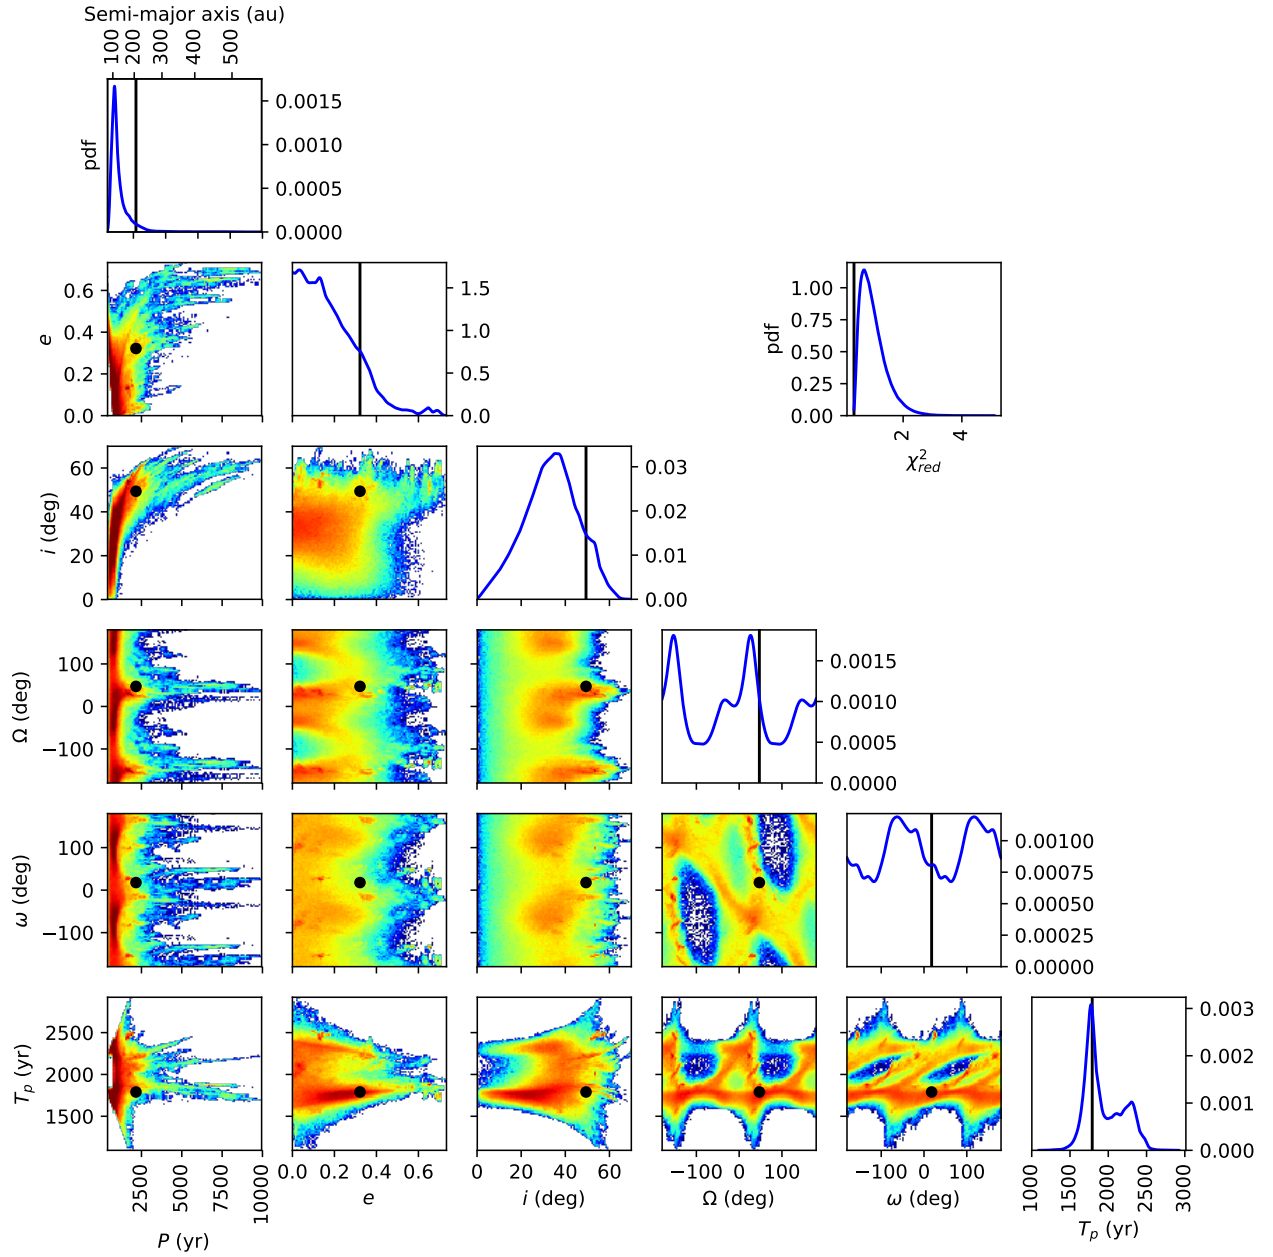 Semi-major axis (au)
100 200 300 400 500
pdf
0.0015
0.0010
0.0005
0.0000
e
0.6
0.4
0.2
0.0
1.5
1.0
0.5
0.0
pdf
1.00
0.75
0.50
0.25
0.00
2 4
χ²red
i (deg)
60
40
20
0
0.03
0.02
0.01
0.00
Ω (deg)
100
0
−100
0.0015
0.0010
0.0005
0.0000
ω (deg)
100
0
−100
0.00100
0.00075
0.00050
0.00025
0.00000
Tp (yr)
2500
2000
1500
0.003
0.002
0.001
0.000
2500 5000 7500 10000
0.0 0.2 0.4 0.6
0 20 40 60
−100 0 100
−100 0 100
1000 1500 2000 2500 3000
P (yr)
e
i (deg)
Ω (deg)
ω (deg)
Tp (yr)